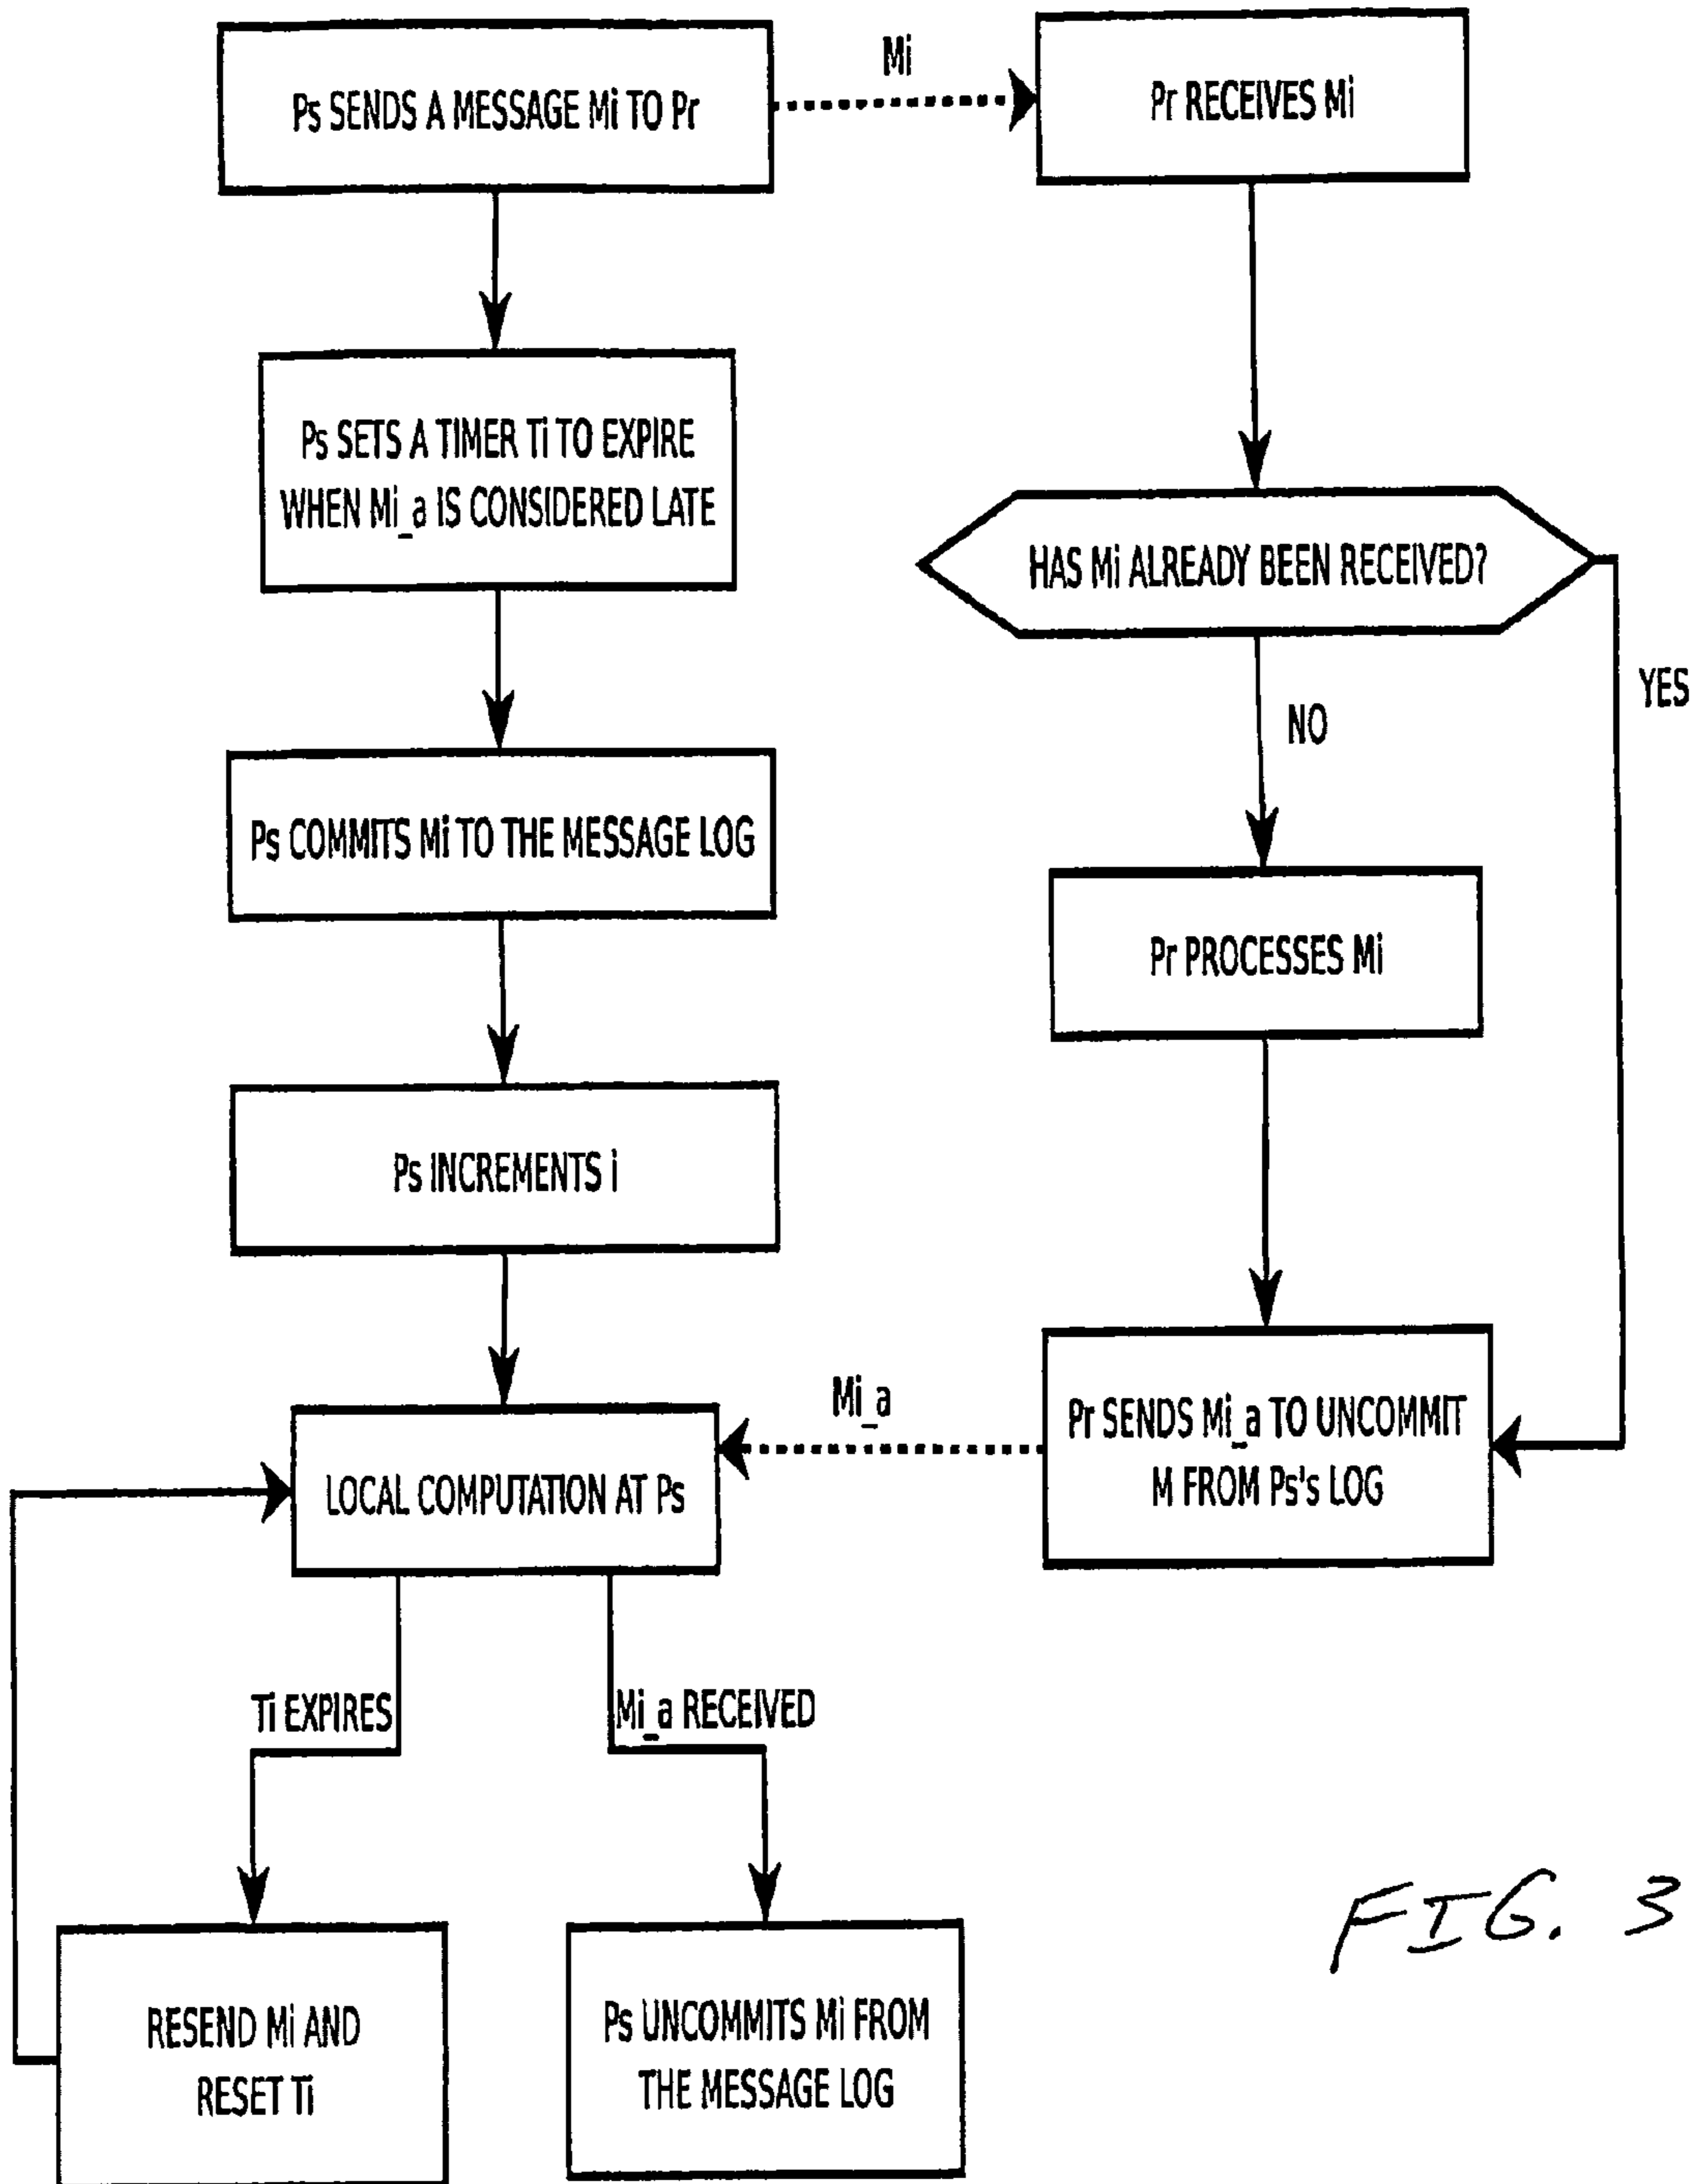 Ps SENDS A MESSAGE Mi TO Pr
Mi
Pr RECEIVES Mi
Ps SETS A TIMER Ti TO EXPIRE
WHEN Mi_a IS CONSIDERED LATE
HAS Mi ALREADY BEEN RECEIVED?
YES
NO
Ps COMMITS Mi TO THE MESSAGE LOG
Pr PROCESSES Mi
Ps INCREMENTS i
Mi_a
Pr SENDS Mi_a TO UNCOMMIT
M FROM Ps's LOG
LOCAL COMPUTATION AT Ps
Ti EXPIRES
Mi_a RECEIVED
RESEND Mi AND
RESET Ti
Ps UNCOMMITS Mi FROM
THE MESSAGE LOG
FIG. 3